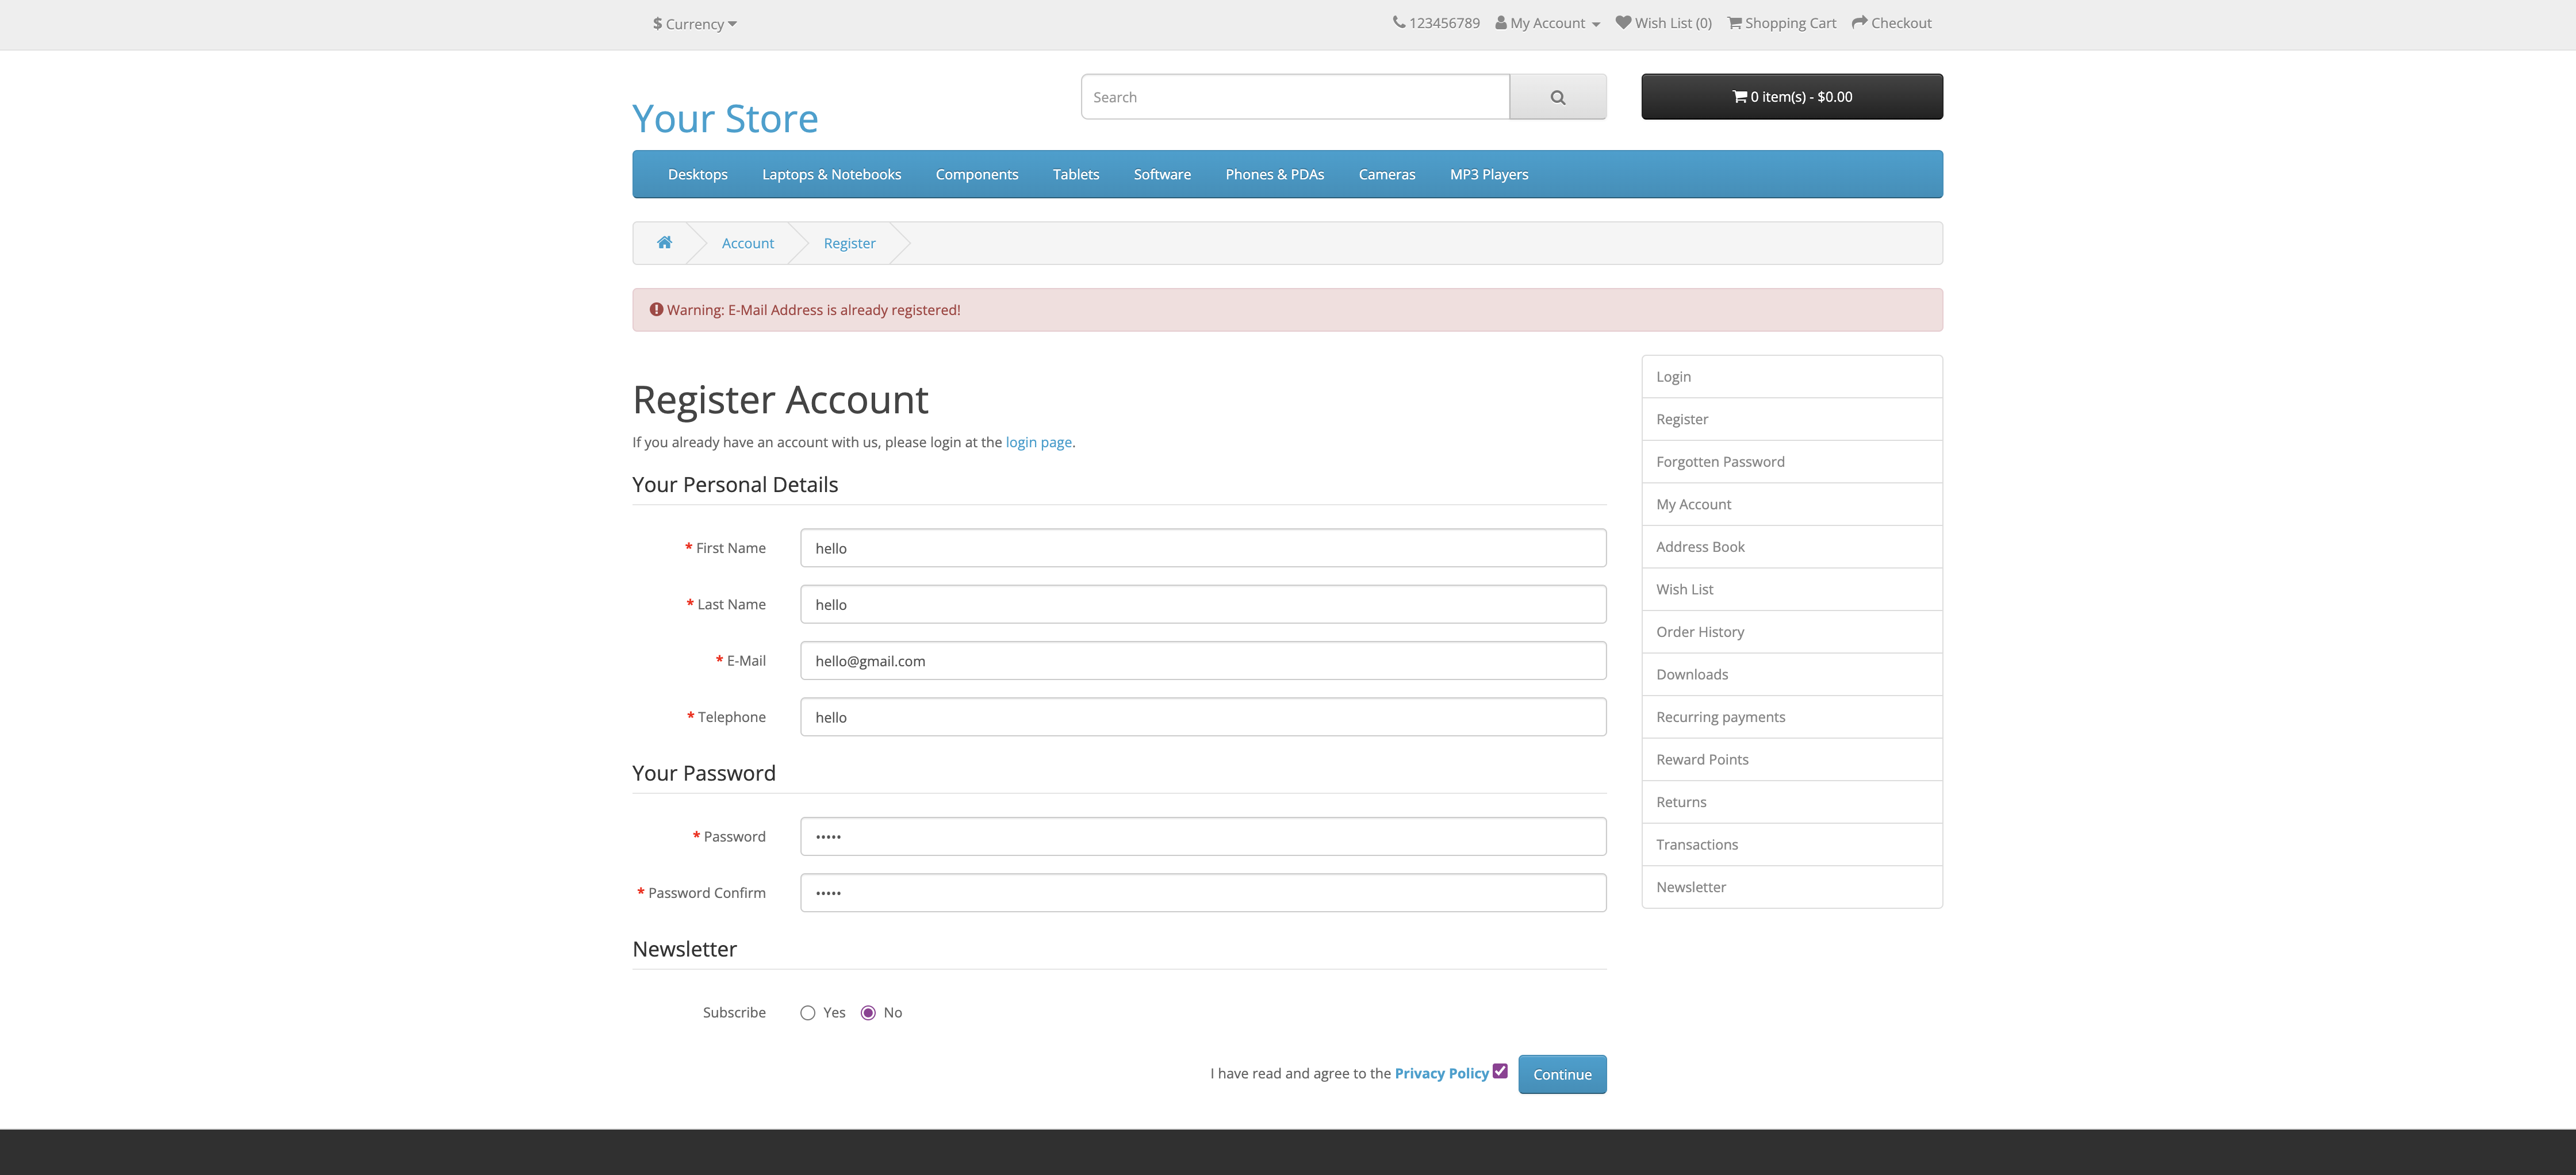 $ Currency
123456789 My Account Wish List (0) Shopping Cart Checkout
Your Store
Search
0 item(s) - $0.00
Desktops Laptops & Notebooks Components Tablets Software Phones & PDAs Cameras MP3 Players
Account Register
Warning: E-Mail Address is already registered!
Register Account
If you already have an account with us, please login at the login page.
Your Personal Details
* First Name hello
* Last Name hello
* E-Mail hello@gmail.com
* Telephone hello
Your Password
* Password •••••
* Password Confirm •••••
Newsletter
Subscribe Yes No
I have read and agree to the Privacy Policy Continue
Login
Register
Forgotten Password
My Account
Address Book
Wish List
Order History
Downloads
Recurring payments
Reward Points
Returns
Transactions
Newsletter